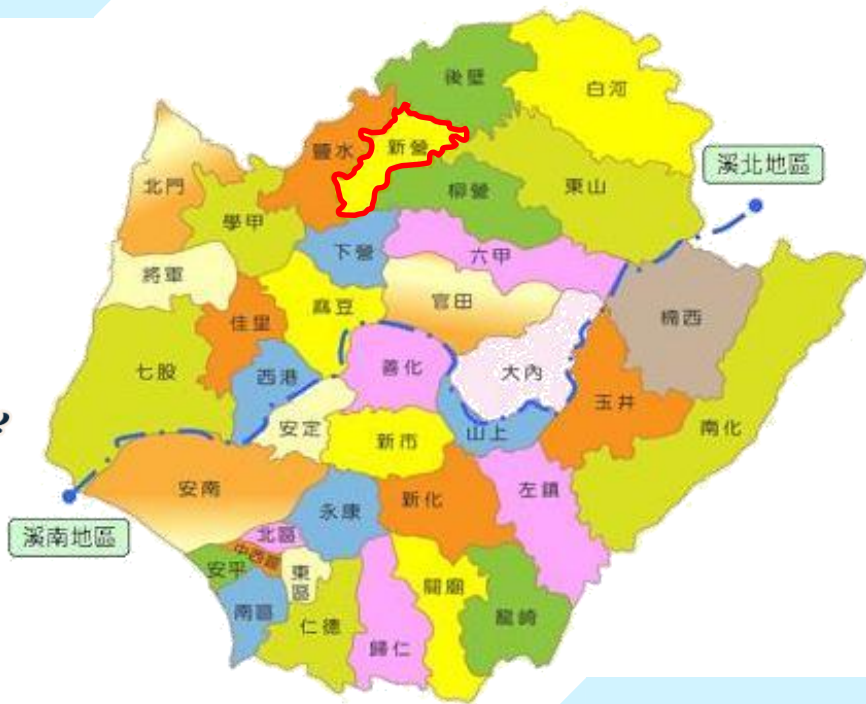 後壁
白河
鹽水
新營
溪北地區
北門
柳營
東山
學甲
下營
六甲
將軍
官田
麻豆
楠西
佳里
七股
西港
善化
大內
玉井
安定
新市
山上
南化
安南
新化
左鎮
永康
溪南地區
北區
中西區
安平
東區
關廟
南區
仁德
龍崎
歸仁